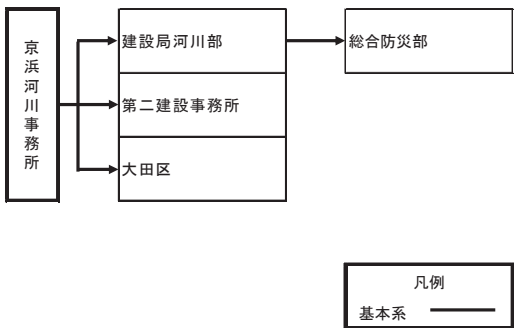 京浜河川事務所
建設局河川部
総合防災部
第二建設事務所
大田区
凡例
基本系